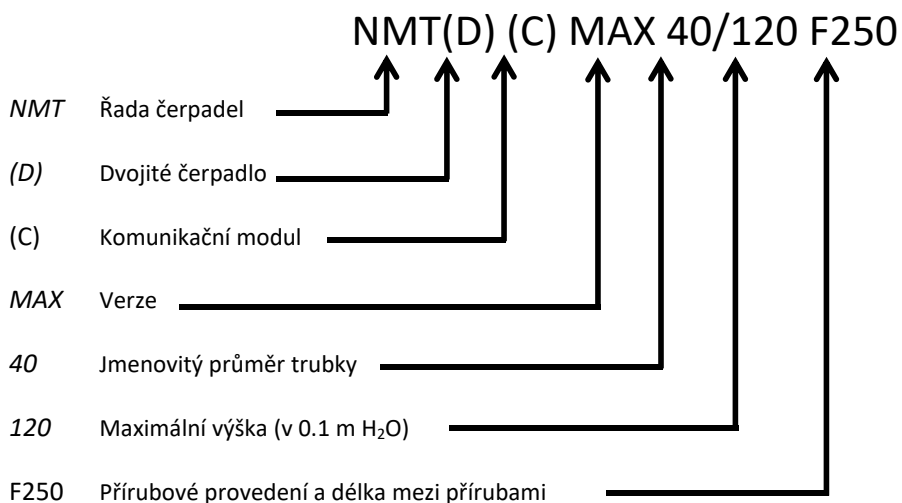 NMT(D) (C) MAX 40/120 F250
NMT Řada čerpadel
(D) Dvojité čerpadlo
(C) Komunikační modul
MAX Verze
40 Jmenovitý průměr trubky
120 Maximální výška (v 0.1 m H₂O)
F250 Přírubové provedení a délka mezi přírubami